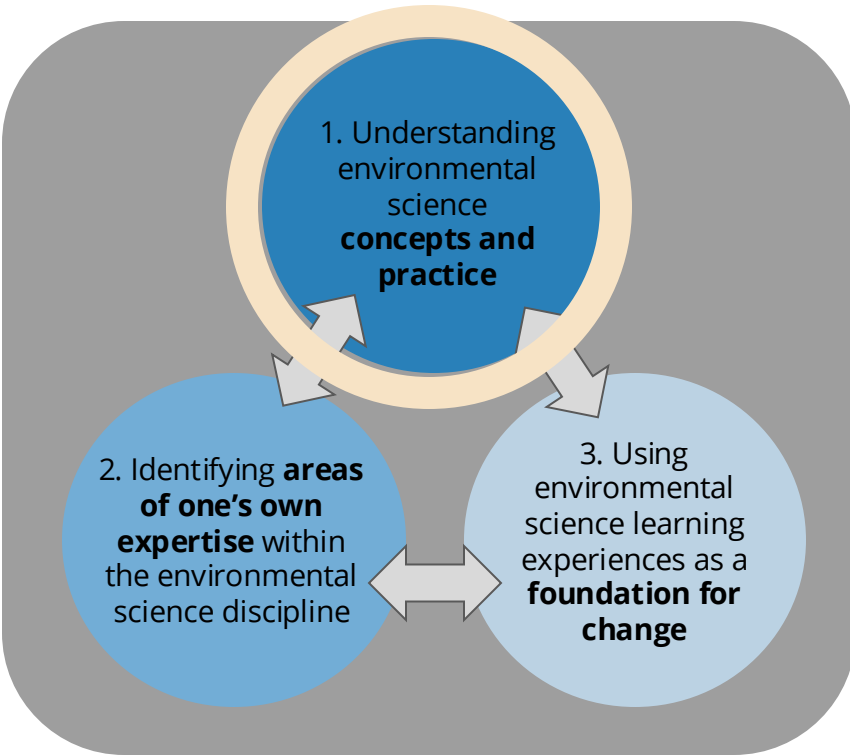 1. Understanding
environmental
science
concepts and
practice
2. Identifying areas
of one’s own
expertise within
the environmental
science discipline
3. Using
environmental
science learning
experiences as a
foundation for
change